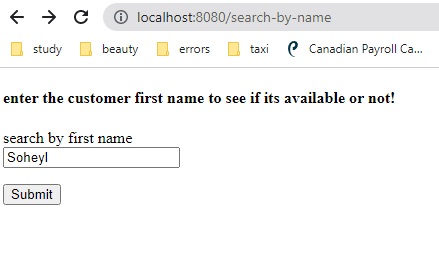 localhost:8080/search-by-name
study beauty errors taxi Canadian Payroll Ca...
enter the customer first name to see if its available or not!
search by first name
Soheyl
Submit